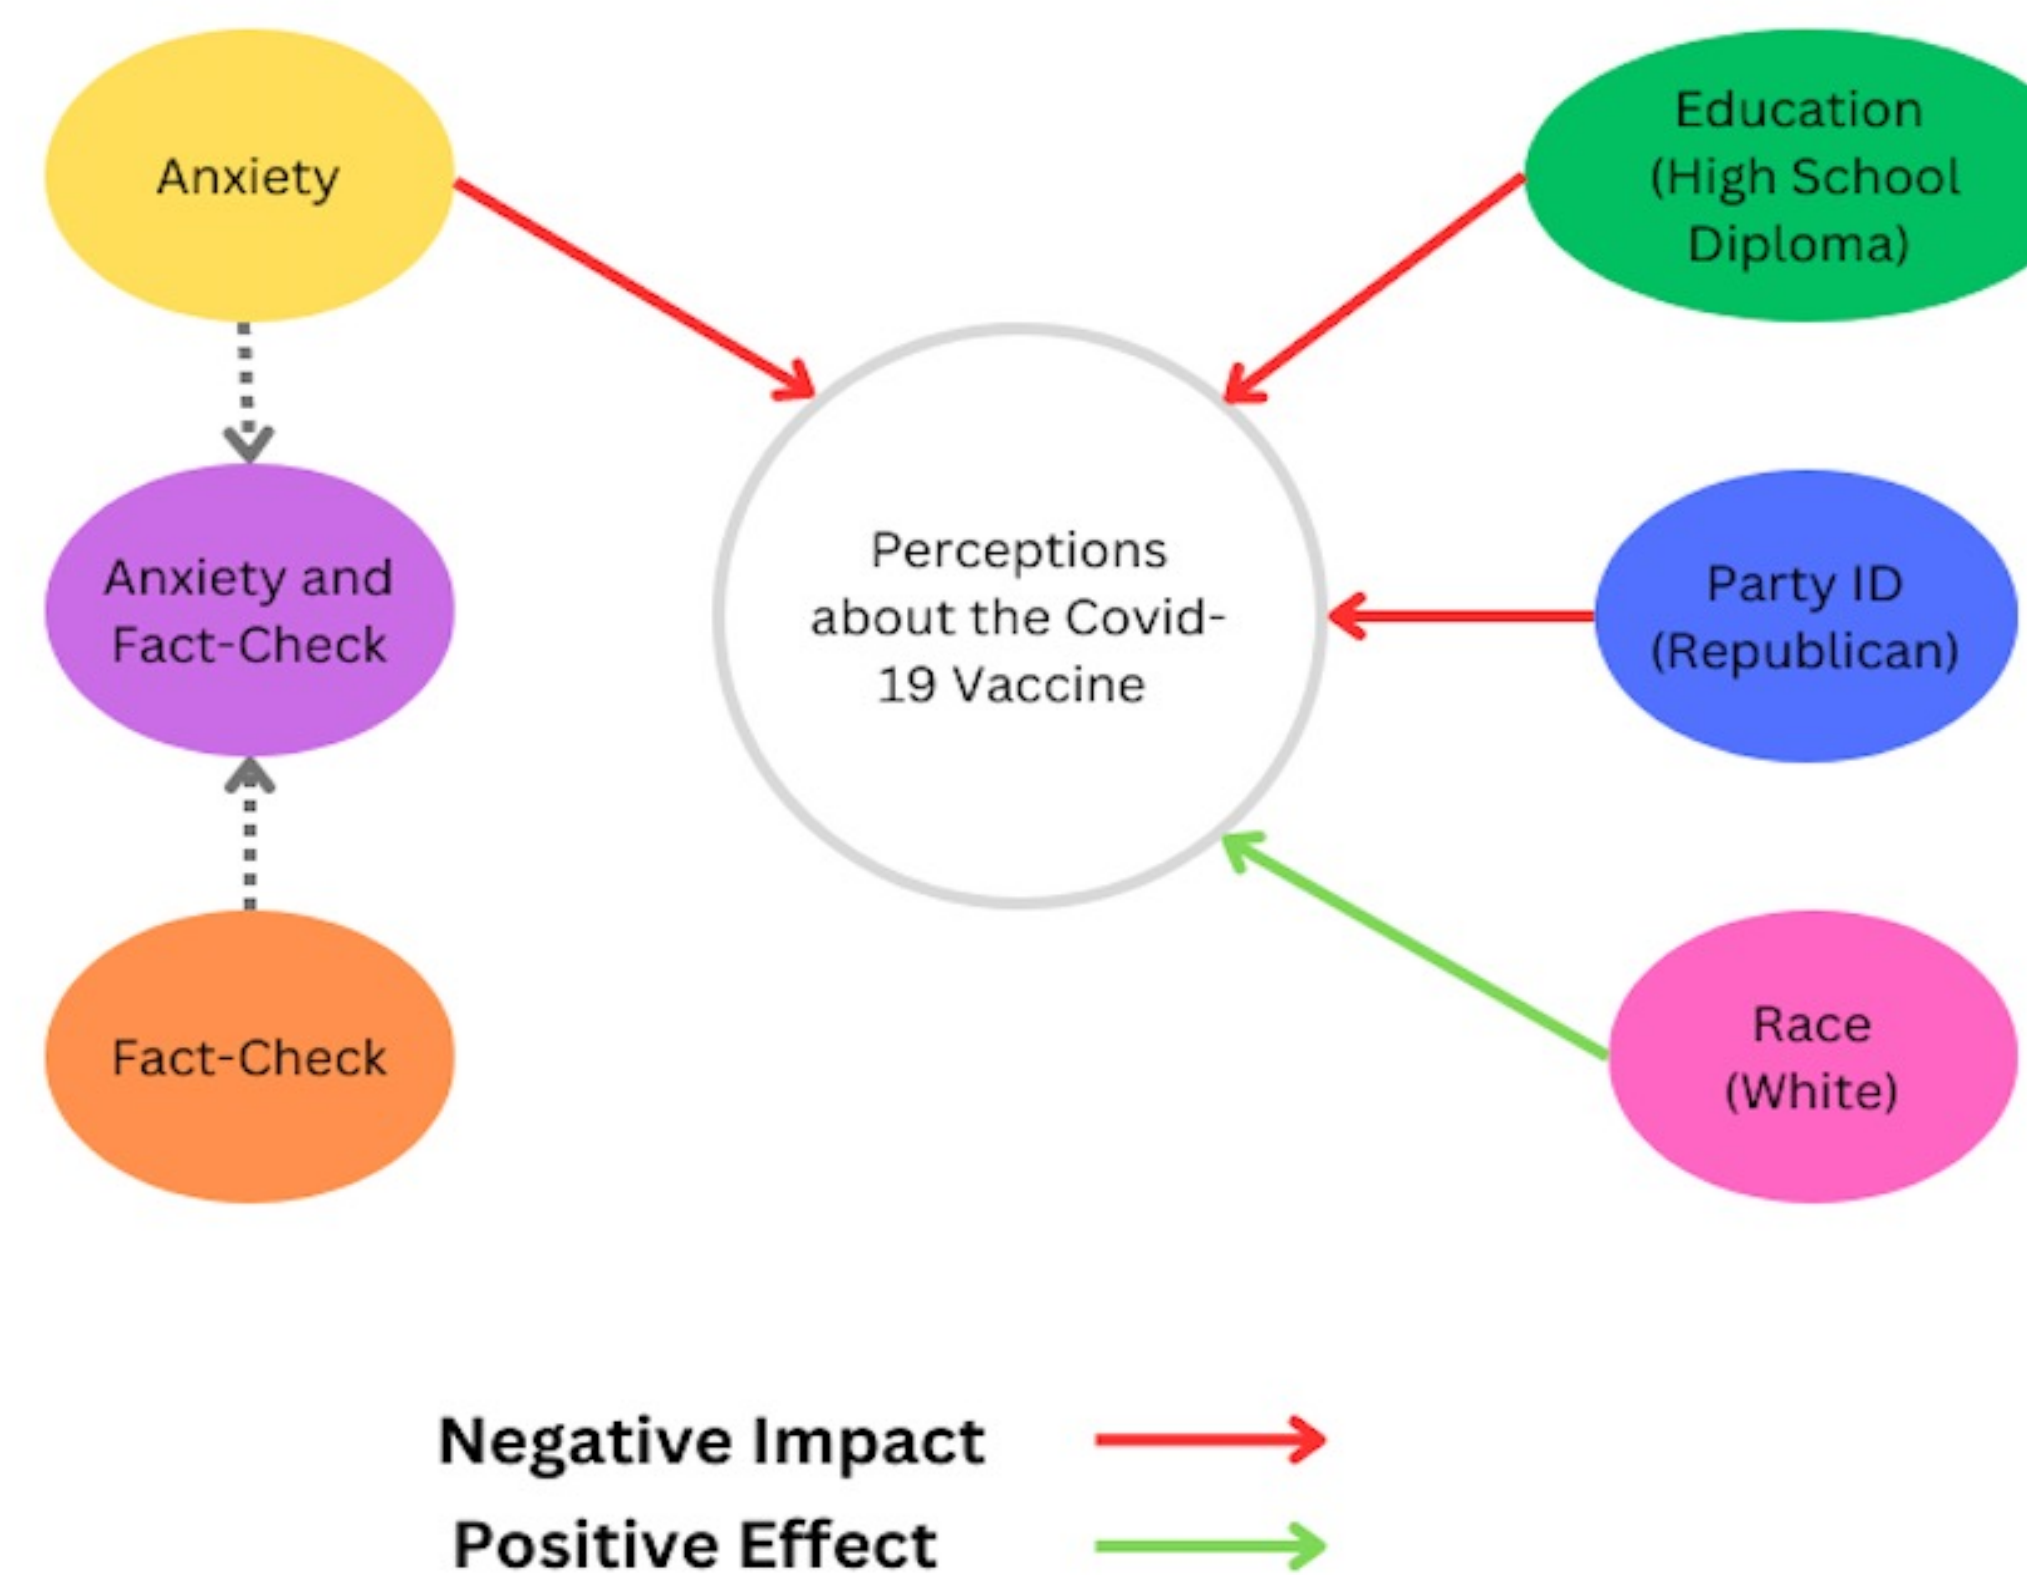 Anxiety
Education
(High School
Diploma)
Anxiety and
Fact-Check
Perceptions
about the Covid-
19 Vaccine
Party ID
(Republican)
Fact-Check
Race
(White)
Negative Impact
Positive Effect